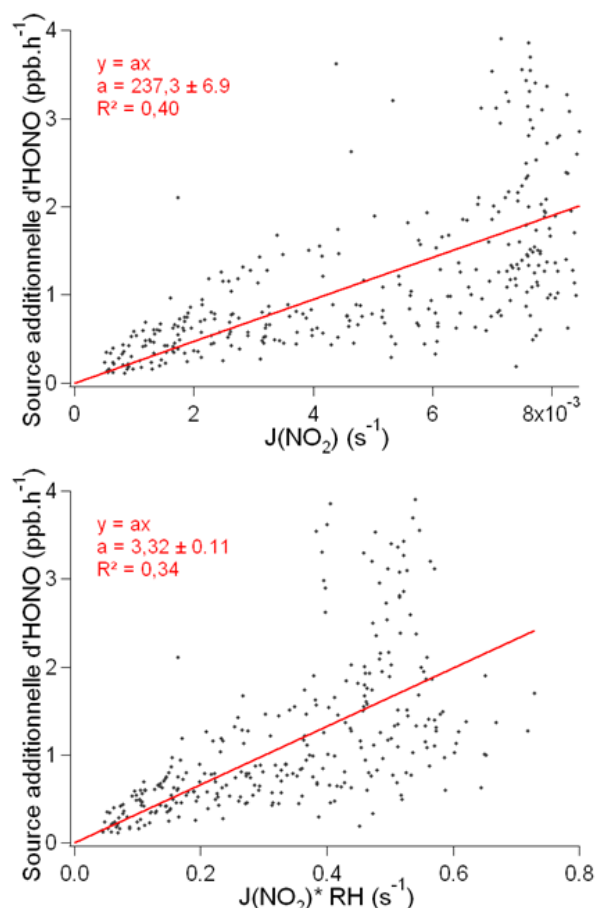 Source additionnelle d'HONO (ppb.h⁻¹)
4
3
2
1
0
y = ax
a = 237,3 ± 6.9
R² = 0,40
0 2 4 6 8x10⁻³
J(NO₂) (s⁻¹)
Source additionnelle d'HONO (ppb.h⁻¹)
4
3
2
1
0
y = ax
a = 3,32 ± 0.11
R² = 0,34
0.0 0.2 0.4 0.6 0.8
J(NO₂)* RH (s⁻¹)